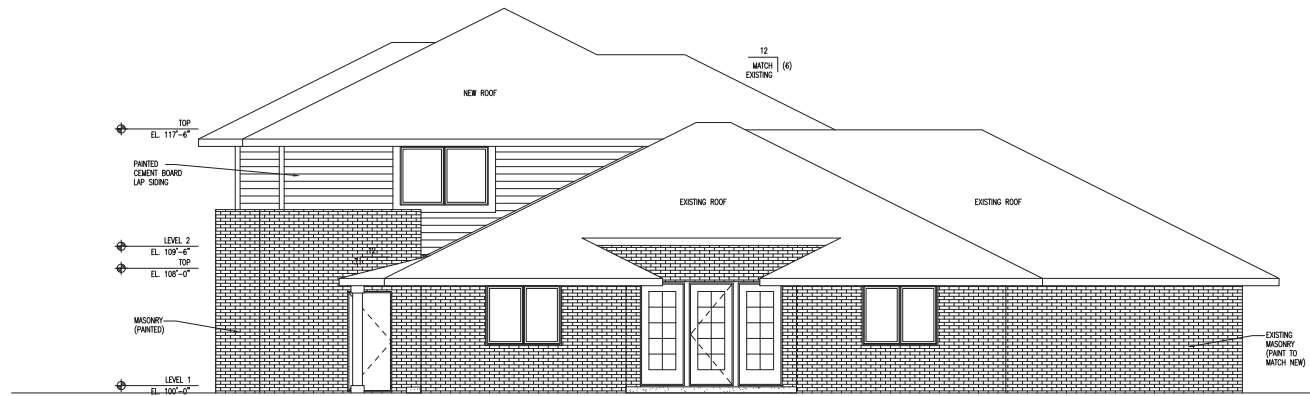 12
MATCH (6)
EXISTING
NEW ROOF
TOP
EL. 117'-6"
PAINTED
CEMENT BOARD
LAP SIDING
EXISTING ROOF
EXISTING ROOF
LEVEL 2
EL. 109'-6"
TOP
EL. 108'-0"
12
MASONRY
(PAINTED)
EXISTING
MASONRY
(PAINT TO
MATCH NEW)
LEVEL 1
EL. 100'-0"